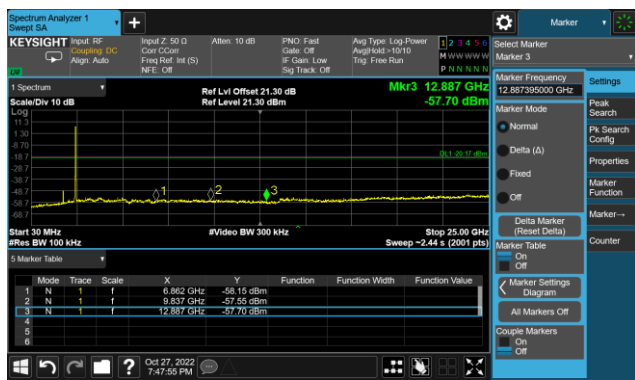 Spectrum Analyzer 1
Swept SA
+
Marker
KEYSIGHT
Input: RF
Coupling: DC
Align: Auto
Input Z: 50 Ω
Corr CCorr
Freq Ref: Int (S)
NFE: Off
Atten: 10 dB
PNO: Fast
Gate: Off
IF Gain: Low
Sig Track: Off
Avg Type: Log-Power
Avg|Hold:>10/10
Trig: Free Run
1 2 3 4 5 6
M W W W W W
P N N N N N
LW
Select Marker
Marker 3
1 Spectrum
Scale/Div 10 dB
Ref Lvl Offset 21.30 dB
Ref Level 21.30 dBm
Mkr3 12.887 GHz
-57.70 dBm
Log
11.3
1.30
-8.70
-18.7
-28.7
-38.7
-48.7
-58.7
-68.7
DL1 -20.17 dBm
1
2
3
Start 30 MHz
#Res BW 100 kHz
#Video BW 300 kHz
Stop 25.00 GHz
Sweep ~2.44 s (2001 pts)
5 Marker Table
Mode Trace Scale X Y Function Function Width Function Value
1 N 1 f 6.862 GHz -58.15 dBm
2 N 1 f 9.837 GHz -57.55 dBm
3 N 1 f 12.887 GHz -57.70 dBm
4
5
6
?
Oct 27, 2022
7:47:55 PM
Marker Frequency
12.887395000 GHz
Marker Mode
Normal
Delta (Δ)
Fixed
Off
Delta Marker
(Reset Delta)
Marker Table
On
Off
Marker Settings
Diagram
All Markers Off
Couple Markers
On
Off
Settings
Peak
Search
Pk Search
Config
Properties
Marker
Function
Marker→
Counter